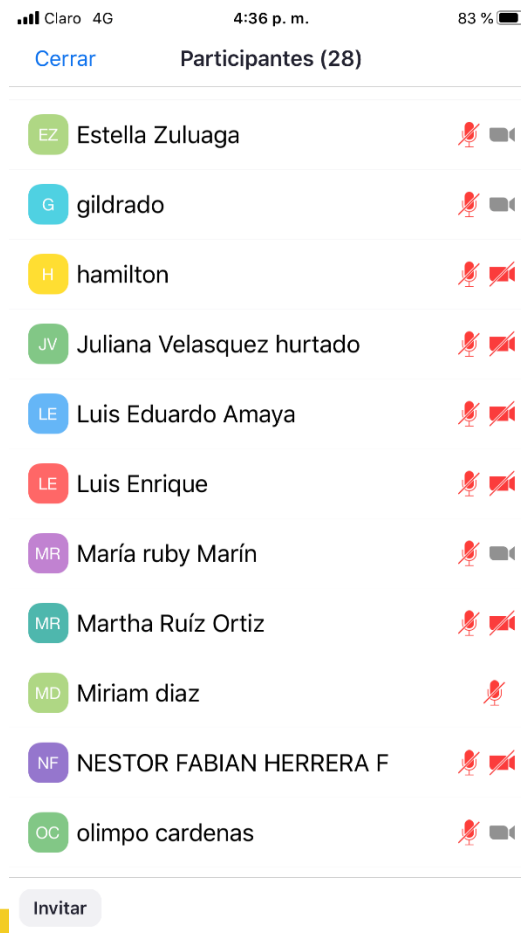 Claro 4G 4:36 p. m. 83 %
Cerrar Participantes (28)
EZ Estella Zuluaga
G gildrado
H hamilton
JV Juliana Velasquez hurtado
LE Luis Eduardo Amaya
LE Luis Enrique
MR María ruby Marín
MR Martha Ruíz Ortiz
MD Miriam diaz
NF NESTOR FABIAN HERRERA F
OC olimpo cardenas
Invitar